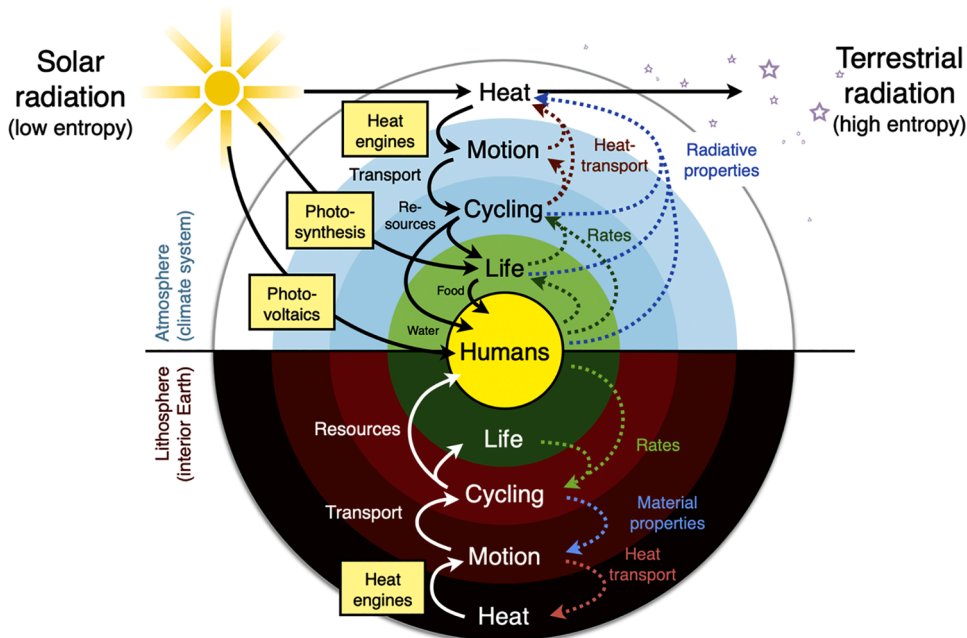 Solar
radiation
(low entropy)
Terrestrial
radiation
(high entropy)
Heat
Heat
engines
Motion
Heat-
transport
Radiative
properties
Transport
Re-
sources
Cycling
Photo-
synthesis
Rates
Life
Food
Photo-
voltaics
Water
Humans
Atmosphere
(climate system)
Lithosphere
(interior Earth)
Resources
Life
Rates
Cycling
Transport
Material
properties
Motion
Heat
transport
Heat
engines
Heat